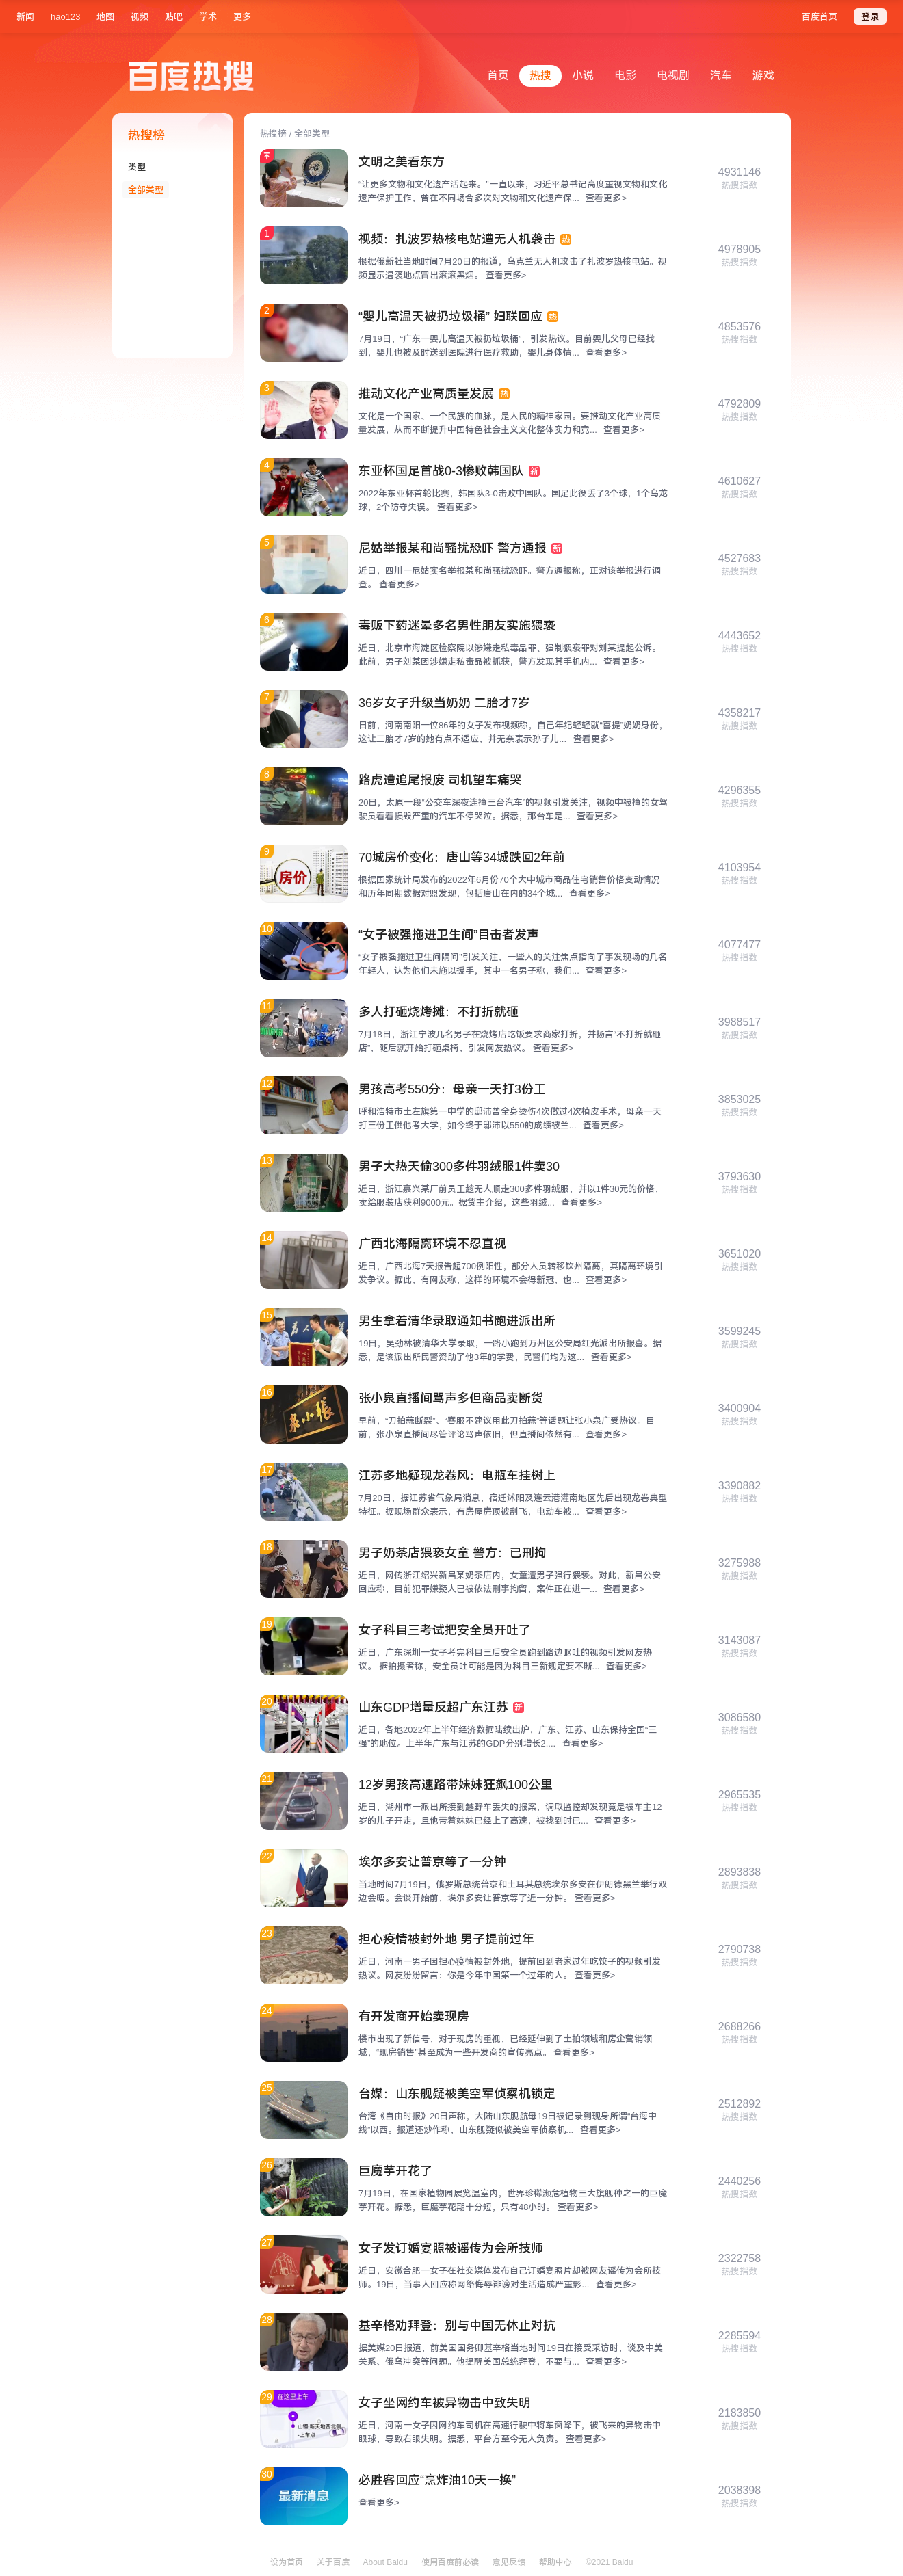 新闻 hao123 地图 视频 贴吧 学术 更多 百度首页 登录
百度热搜
首页 热搜 小说 电影 电视剧 汽车 游戏
热搜榜
类型
全部类型
热搜榜 / 全部类型
文明之美看东方
“让更多文物和文化遗产活起来。”一直以来，习近平总书记高度重视文物和文化
遗产保护工作，曾在不同场合多次对文物和文化遗产保... 查看更多>
4931146
热搜指数
1
视频：扎波罗热核电站遭无人机袭击 热
根据俄新社当地时间7月20日的报道，乌克兰无人机攻击了扎波罗热核电站。视
频显示遇袭地点冒出滚滚黑烟。 查看更多>
4978905
热搜指数
2
“婴儿高温天被扔垃圾桶” 妇联回应 热
7月19日，“广东一婴儿高温天被扔垃圾桶”，引发热议。目前婴儿父母已经找
到，婴儿也被及时送到医院进行医疗救助，婴儿身体情... 查看更多>
4853576
热搜指数
3
推动文化产业高质量发展 热
文化是一个国家、一个民族的血脉，是人民的精神家园。要推动文化产业高质
量发展，从而不断提升中国特色社会主义文化整体实力和竞... 查看更多>
4792809
热搜指数
4
东亚杯国足首战0-3惨败韩国队 新
2022年东亚杯首轮比赛，韩国队3-0击败中国队。国足此役丢了3个球，1个乌龙
球，2个防守失误。 查看更多>
4610627
热搜指数
5
尼姑举报某和尚骚扰恐吓 警方通报 新
近日，四川一尼姑实名举报某和尚骚扰恐吓。警方通报称，正对该举报进行调
查。 查看更多>
4527683
热搜指数
6
毒贩下药迷晕多名男性朋友实施猥亵
近日，北京市海淀区检察院以涉嫌走私毒品罪、强制猥亵罪对刘某提起公诉。
此前，男子刘某因涉嫌走私毒品被抓获，警方发现其手机内... 查看更多>
4443652
热搜指数
7
36岁女子升级当奶奶 二胎才7岁
日前，河南南阳一位86年的女子发布视频称，自己年纪轻轻就“喜提”奶奶身份，
这让二胎才7岁的她有点不适应，并无奈表示孙子儿... 查看更多>
4358217
热搜指数
8
路虎遭追尾报废 司机望车痛哭
20日，太原一段“公交车深夜连撞三台汽车”的视频引发关注，视频中被撞的女驾
驶员看着损毁严重的汽车不停哭泣。据悉，那台车是... 查看更多>
4296355
热搜指数
9
房价
70城房价变化：唐山等34城跌回2年前
根据国家统计局发布的2022年6月份70个大中城市商品住宅销售价格变动情况
和历年同期数据对照发现，包括唐山在内的34个城... 查看更多>
4103954
热搜指数
10
“女子被强拖进卫生间”目击者发声
“女子被强拖进卫生间隔间”引发关注，一些人的关注焦点指向了事发现场的几名
年轻人，认为他们未施以援手，其中一名男子称，我们... 查看更多>
4077477
热搜指数
11
多人打砸烧烤摊：不打折就砸
7月18日，浙江宁波几名男子在烧烤店吃饭要求商家打折，并扬言“不打折就砸
店”，随后就开始打砸桌椅，引发网友热议。 查看更多>
3988517
热搜指数
12
男孩高考550分：母亲一天打3份工
呼和浩特市土左旗第一中学的邸沛曾全身烫伤4次做过4次植皮手术，母亲一天
打三份工供他考大学，如今终于邸沛以550的成绩被兰... 查看更多>
3853025
热搜指数
13
男子大热天偷300多件羽绒服1件卖30
近日，浙江嘉兴某厂前员工趁无人顺走300多件羽绒服，并以1件30元的价格，
卖给服装店获利9000元。据货主介绍，这些羽绒... 查看更多>
3793630
热搜指数
14
广西北海隔离环境不忍直视
近日，广西北海7天报告超700例阳性，部分人员转移钦州隔离，其隔离环境引
发争议。据此，有网友称，这样的环境不会得新冠，也... 查看更多>
3651020
热搜指数
15
男生拿着清华录取通知书跑进派出所
19日，吴劲林被清华大学录取，一路小跑到万州区公安局红光派出所报喜。据
悉，是该派出所民警资助了他3年的学费，民警们均为这... 查看更多>
3599245
热搜指数
16
张小泉
张小泉直播间骂声多但商品卖断货
早前，“刀拍蒜断裂”、“客服不建议用此刀拍蒜”等话题让张小泉广受热议。目
前，张小泉直播间尽管评论骂声依旧，但直播间依然有... 查看更多>
3400904
热搜指数
17
江苏多地疑现龙卷风：电瓶车挂树上
7月20日，据江苏省气象局消息，宿迁沭阳及连云港灌南地区先后出现龙卷典型
特征。据现场群众表示，有房屋房顶被刮飞，电动车被... 查看更多>
3390882
热搜指数
18
男子奶茶店猥亵女童 警方：已刑拘
近日，网传浙江绍兴新昌某奶茶店内，女童遭男子强行猥亵。对此，新昌公安
回应称，目前犯罪嫌疑人已被依法刑事拘留，案件正在进一... 查看更多>
3275988
热搜指数
19
女子科目三考试把安全员开吐了
近日，广东深圳一女子考完科目三后安全员跑到路边呕吐的视频引发网友热
议。 据拍摄者称，安全员吐可能是因为科目三新规定要不断... 查看更多>
3143087
热搜指数
20
山东GDP增量反超广东江苏 新
近日，各地2022年上半年经济数据陆续出炉，广东、江苏、山东保持全国“三
强”的地位。上半年广东与江苏的GDP分别增长2.... 查看更多>
3086580
热搜指数
21
12岁男孩高速路带妹妹狂飙100公里
近日，湖州市一派出所接到越野车丢失的报案，调取监控却发现竟是被车主12
岁的儿子开走，且他带着妹妹已经上了高速，被找到时已... 查看更多>
2965535
热搜指数
22
埃尔多安让普京等了一分钟
当地时间7月19日，俄罗斯总统普京和土耳其总统埃尔多安在伊朗德黑兰举行双
边会晤。会谈开始前，埃尔多安让普京等了近一分钟。 查看更多>
2893838
热搜指数
23
担心疫情被封外地 男子提前过年
近日，河南一男子因担心疫情被封外地，提前回到老家过年吃饺子的视频引发
热议。网友纷纷留言：你是今年中国第一个过年的人。 查看更多>
2790738
热搜指数
24
有开发商开始卖现房
楼市出现了新信号，对于现房的重视，已经延伸到了土拍领域和房企营销领
域，“现房销售”甚至成为一些开发商的宣传亮点。 查看更多>
2688266
热搜指数
25
台媒：山东舰疑被美空军侦察机锁定
台湾《自由时报》20日声称，大陆山东舰航母19日被记录到现身所谓“台海中
线”以西。报道还炒作称，山东舰疑似被美空军侦察机... 查看更多>
2512892
热搜指数
26
巨魔芋开花了
7月19日，在国家植物园展览温室内，世界珍稀濒危植物三大旗舰种之一的巨魔
芋开花。据悉，巨魔芋花期十分短，只有48小时。 查看更多>
2440256
热搜指数
27
女子发订婚宴照被谣传为会所技师
近日，安徽合肥一女子在社交媒体发布自己订婚宴照片却被网友谣传为会所技
师。19日，当事人回应称网络侮辱诽谤对生活造成严重影... 查看更多>
2322758
热搜指数
28
基辛格劝拜登：别与中国无休止对抗
据美媒20日报道，前美国国务卿基辛格当地时间19日在接受采访时，谈及中美
关系、俄乌冲突等问题。他提醒美国总统拜登，不要与... 查看更多>
2285594
热搜指数
29
在这里上车
山钢·新天地西北侧
-上车点
女子坐网约车被异物击中致失明
近日，河南一女子因网约车司机在高速行驶中将车窗降下，被飞来的异物击中
眼球，导致右眼失明。据悉，平台方至今无人负责。 查看更多>
2183850
热搜指数
30
最新消息
必胜客回应“烹炸油10天一换”
查看更多>
2038398
热搜指数
设为首页 关于百度 About Baidu 使用百度前必读 意见反馈 帮助中心 ©2021 Baidu